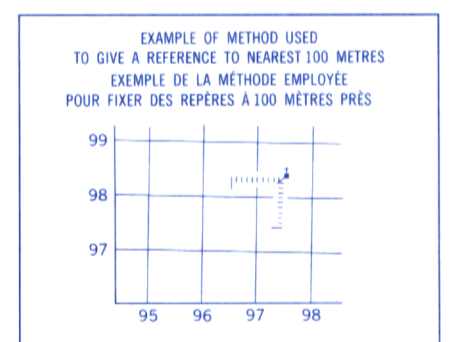 EXAMPLE OF METHOD USED
TO GIVE A REFERENCE TO NEAREST 100 METRES
EXEMPLE DE LA MÉTHODE EMPLOYÉE
POUR FIXER DES REPÈRES À 100 MÈTRES PRÈS
99
98
97
95 96 97 98